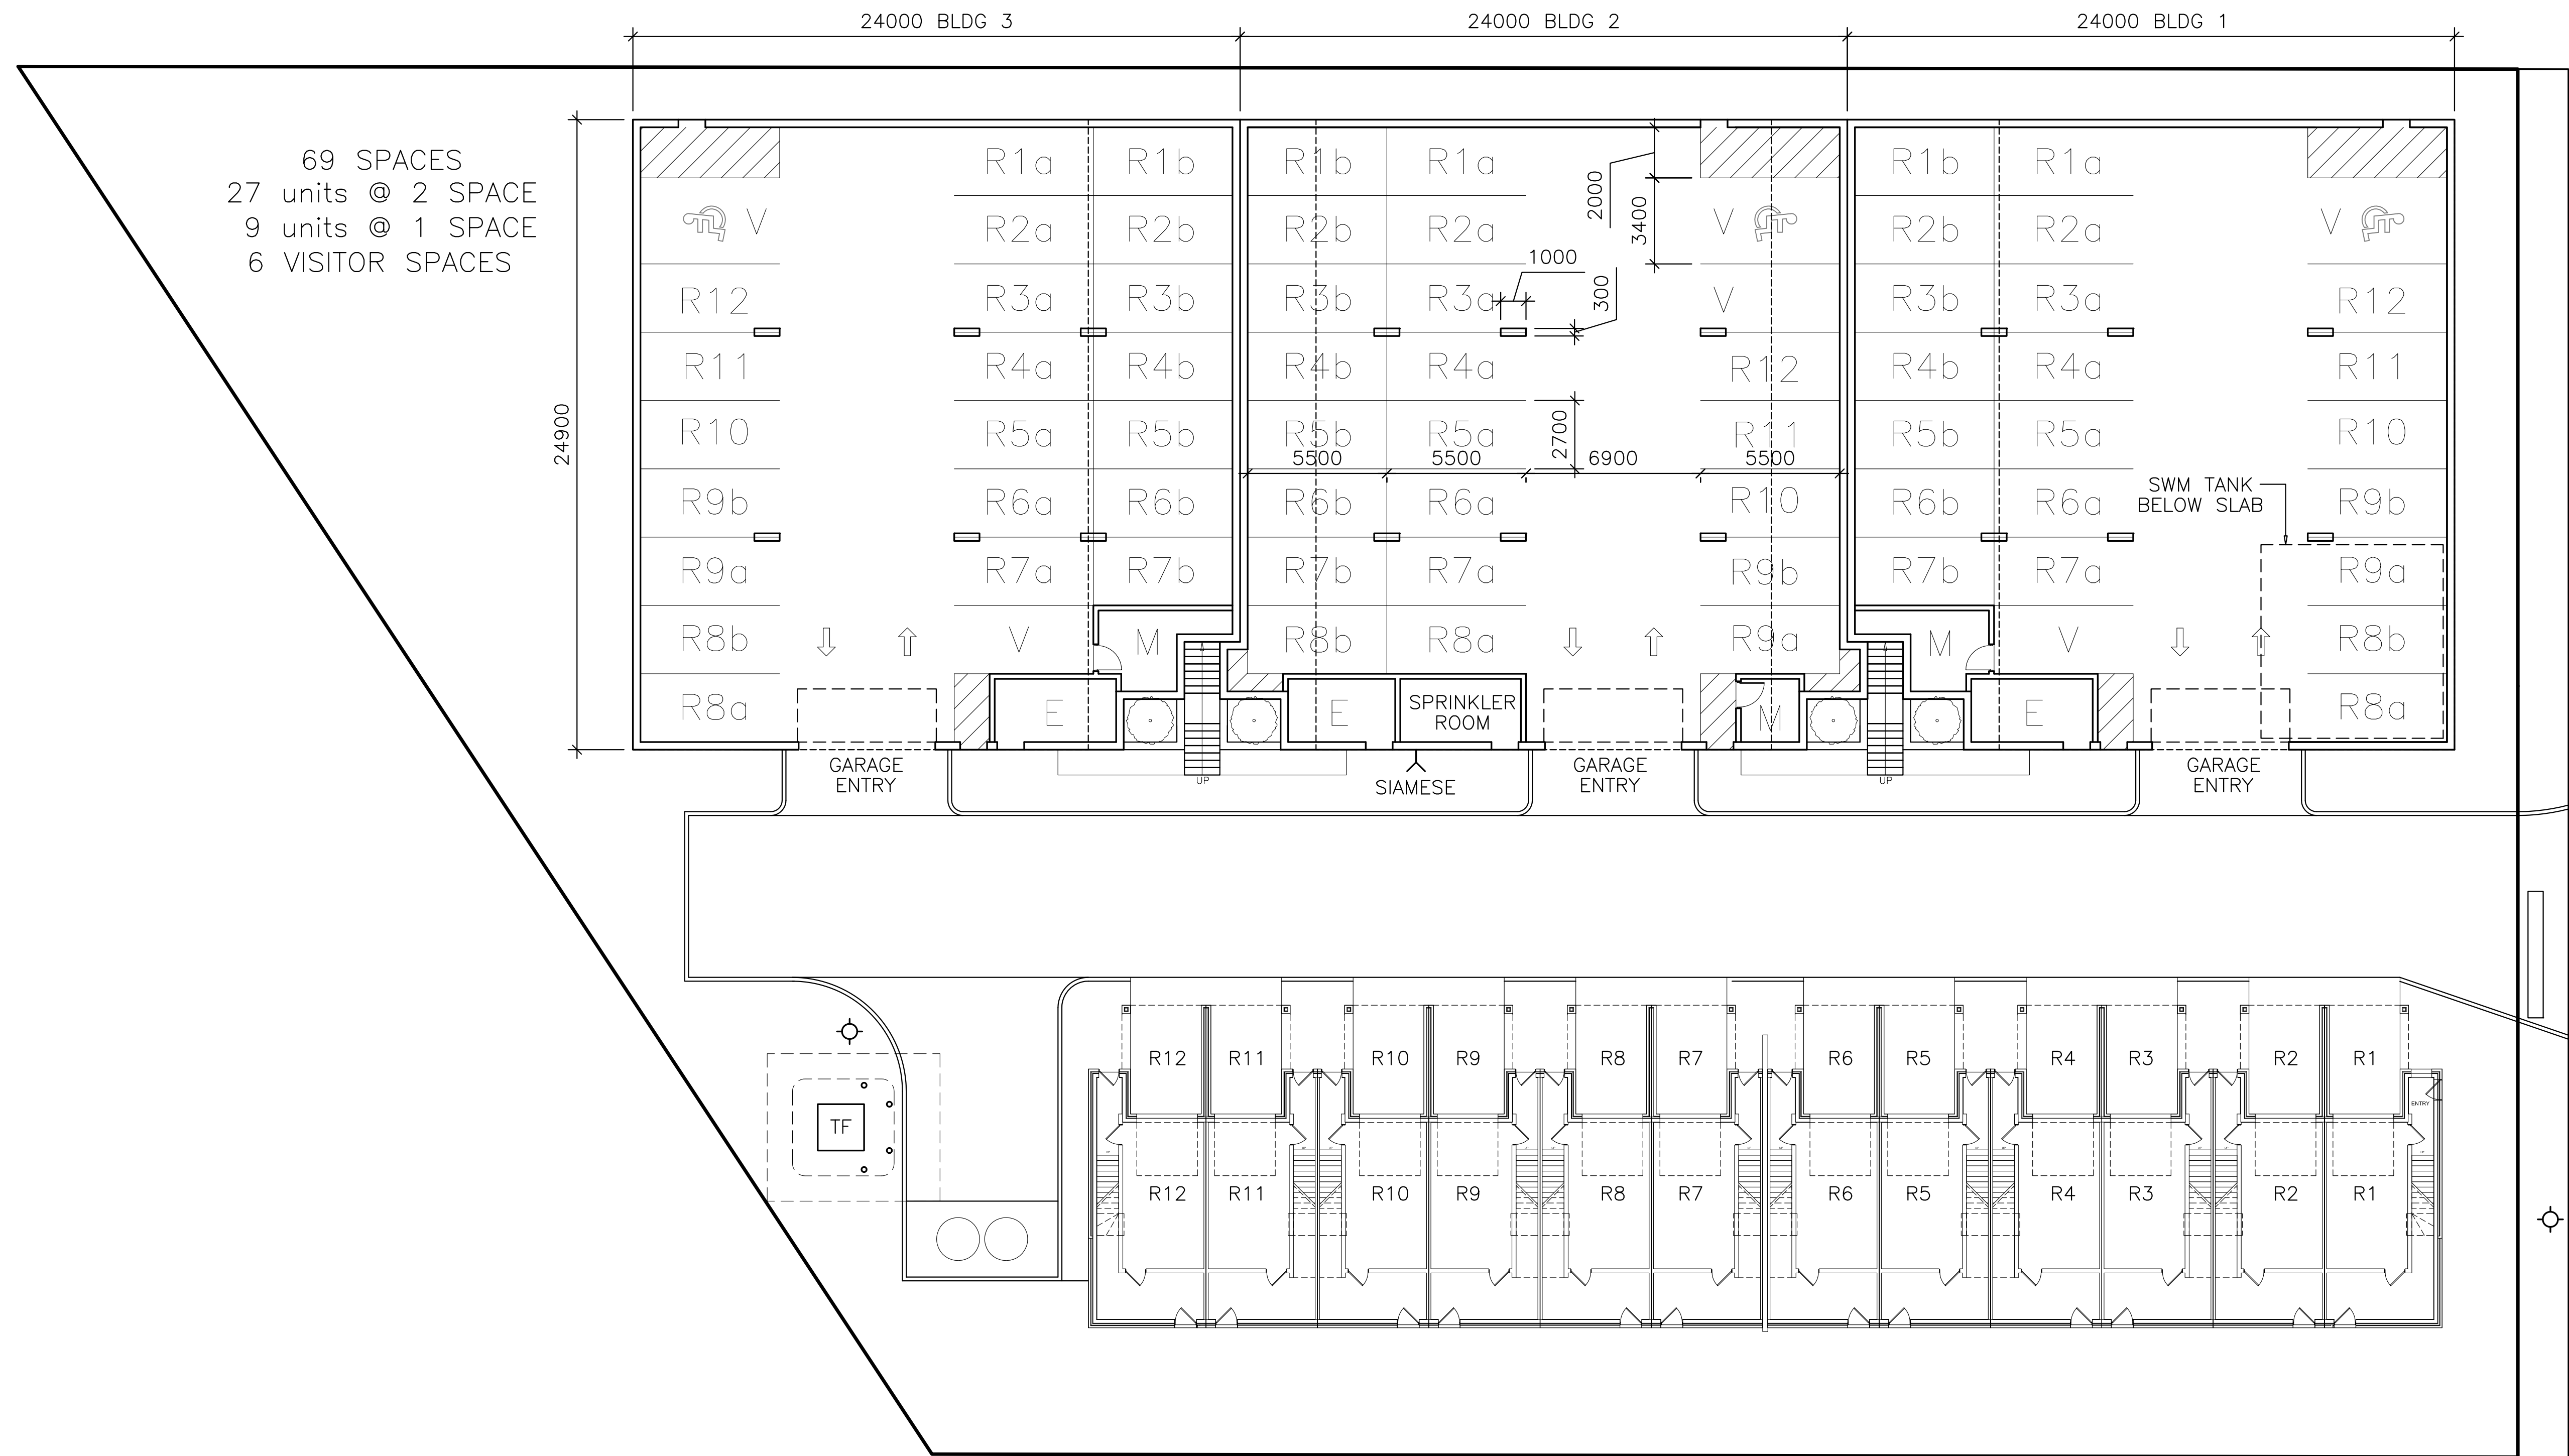 24000 BLDG 3
24000 BLDG 2
24000 BLDG 1
69 SPACES
27 units @ 2 SPACE
9 units @ 1 SPACE
6 VISITOR SPACES
24900
R1a R1b R1b R1a R1b R1a
2000
V R2a R2b R2b R2a 3400 V R2b R2a V
1000
R12 R3a R3b R3b R3a 300 V R3b R3a R12
R11 R4a R4b R4b R4a R12 R4b R4a R11
R10 R5a R5b R5b R5a 2700 R11 R5b R5a R10
5500 5500 6900 5500
SWM TANK
BELOW SLAB
R9b R6a R6b R6b R6a R10 R6b R6a R9b
R9a R7a R7b R7b R7a R9b R7b R7a R9a
R8b V M R8b R8a R9a M V R8b
R8a E E SPRINKLER
ROOM
M E R8a
GARAGE
ENTRY
UP
SIAMESE
GARAGE
ENTRY
UP
GARAGE
ENTRY
R12 R11 R10 R9 R8 R7 R6 R5 R4 R3 R2 R1
ENTRY
TF
R12 R11 R10 R9 R8 R7 R6 R5 R4 R3 R2 R1